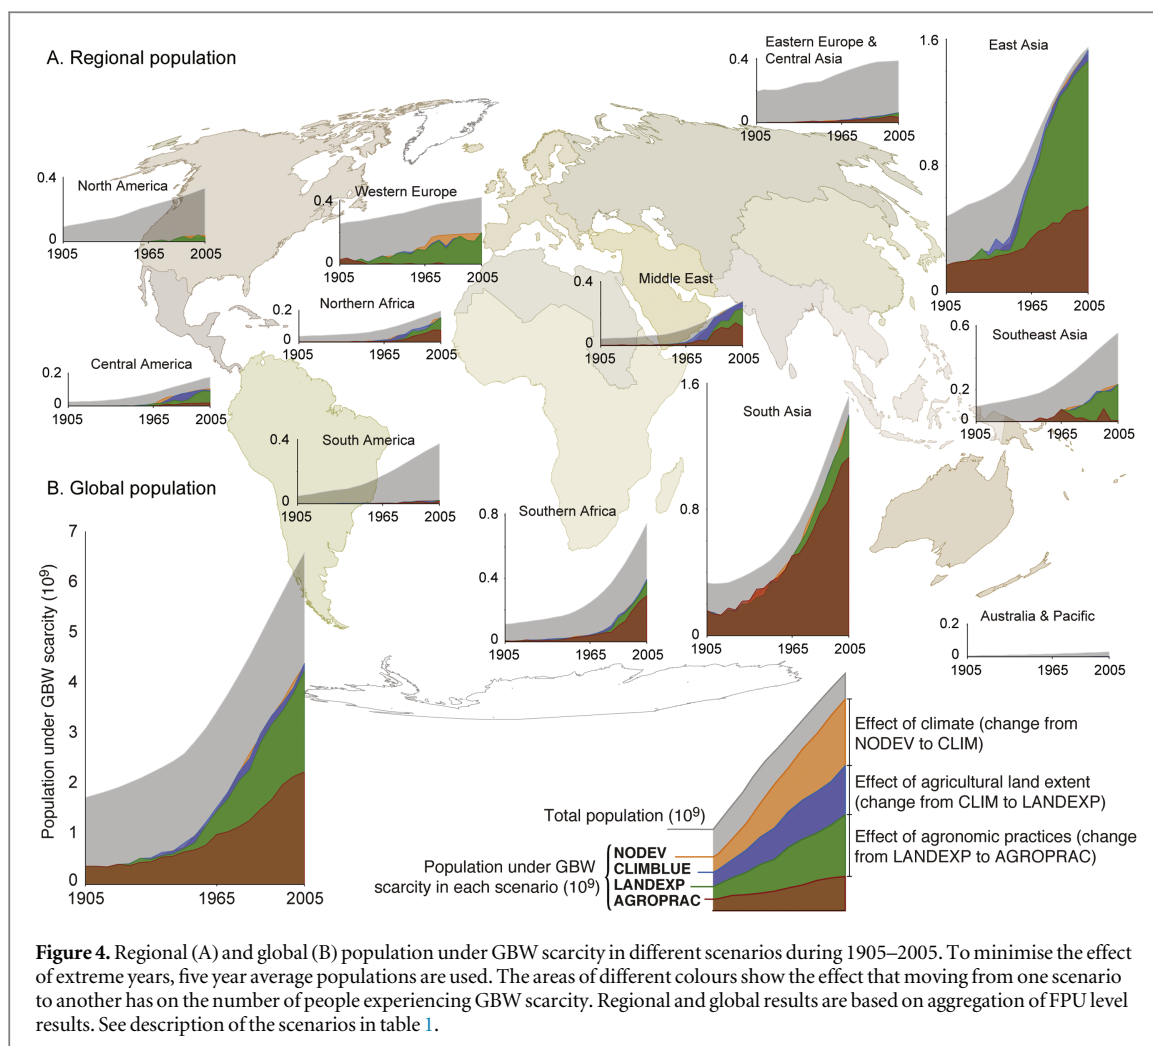 A. Regional population
Eastern Europe &
Central Asia
0.4
0
1905 1965 2005
East Asia
1.6
0.8
0
1905 1965 2005
North America
0.4
0
1905 1965 2005
Western Europe
0.4
0
1905 1965 2005
Middle East
0.4
0
1905 1965 2005
Northern Africa
0.2
0
1905 1965 2005
Southeast Asia
0.6
0.2
0
1905 1965 2005
Central America
0.2
0
1905 1965 2005
South Asia
1.6
0.8
0
1905 1965 2005
South America
0.4
0
1905 1965 2005
Southern Africa
0.8
0.4
0
1905 1965 2005
Australia & Pacific
0.2
0
1905 1965 2005
B. Global population
Population under GBW scarcity (10⁹)
7
6
5
4
3
2
1
0
1905 1965 2005
Effect of climate (change from
NODEV to CLIM)
Effect of agricultural land extent
(change from CLIM to LANDEXP)
Effect of agronomic practices (change
from LANDEXP to AGROPRAC)
Total population (10⁹)
Population under GBW
scarcity in each scenario (10⁹)
NODEV
CLIMBLUE
LANDEXP
AGROPRAC
Figure 4. Regional (A) and global (B) population under GBW scarcity in different scenarios during 1905–2005. To minimise the effect
of extreme years, five year average populations are used. The areas of different colours show the effect that moving from one scenario
to another has on the number of people experiencing GBW scarcity. Regional and global results are based on aggregation of FPU level
results. See description of the scenarios in table 1.